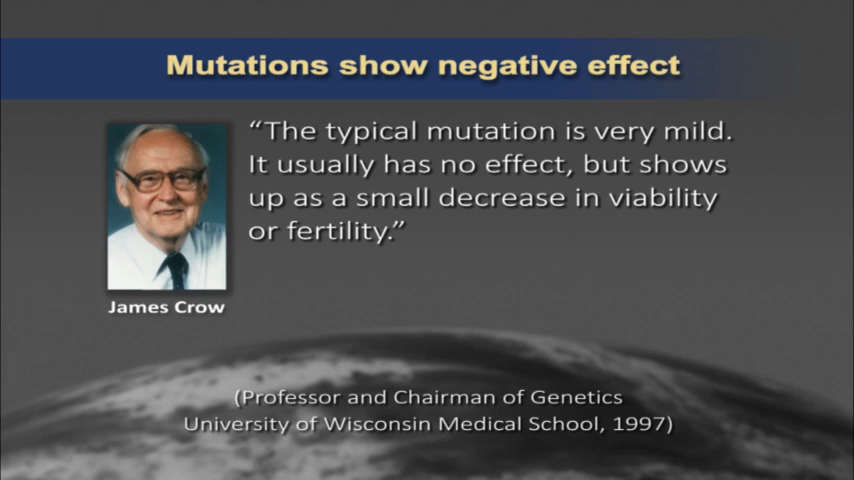 Mutations show negative effect
“The typical mutation is very mild.
It usually has no effect, but shows
up as a small decrease in viability
or fertility.”
James Crow
(Professor and Chairman of Genetics
University of Wisconsin Medical School, 1997)